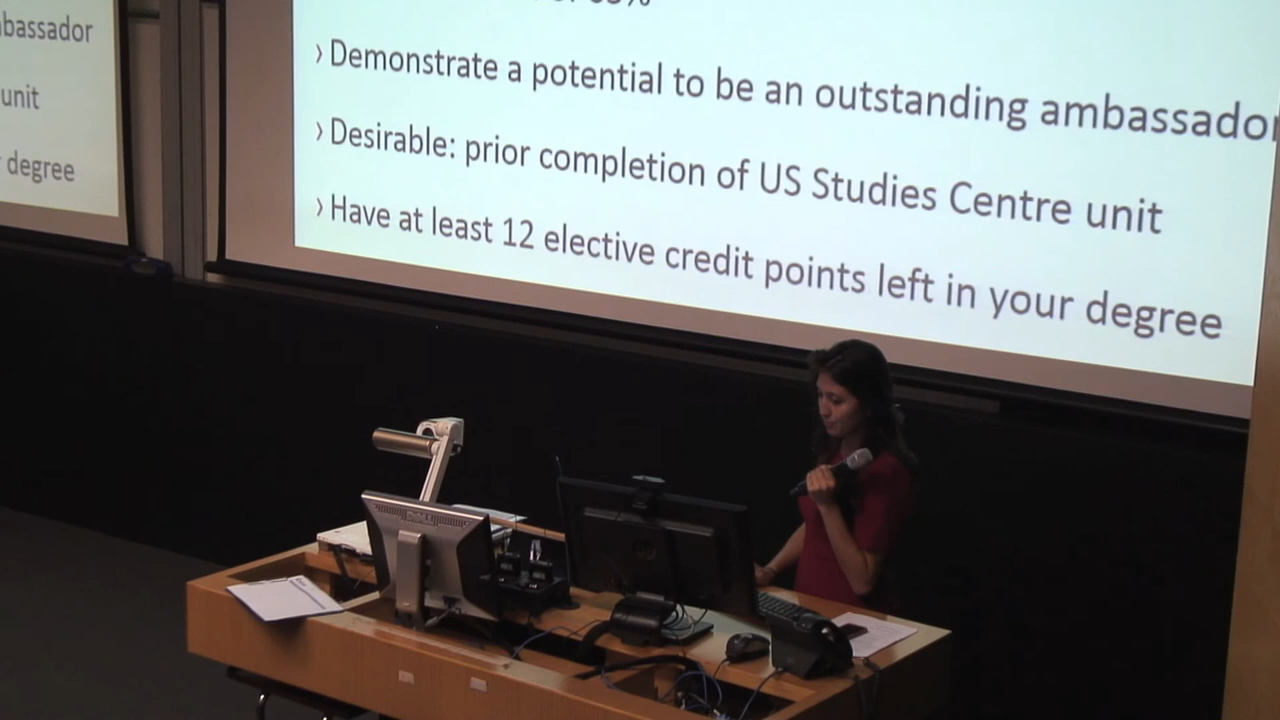 › Demonstrate a potential to be an outstanding ambassador
› Desirable: prior completion of US Studies Centre unit
› Have at least 12 elective credit points left in your degree
ambassador
unit
degree